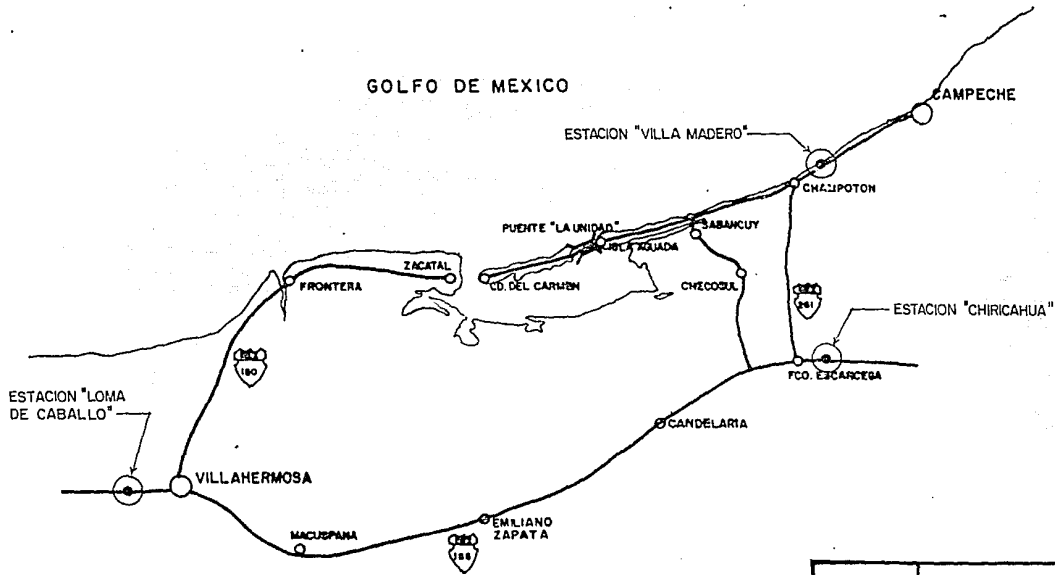 GOLFO DE MEXICO
CAMPECHE
ESTACION "VILLA MADERO"
CHAMPOTON
PUENTE "LA UNIDAD"
SABANCUY
ISLA AGUADA
ZACATAL
FRONTERA
CD. DEL CARMEN
CHECOSUL
261
ESTACION "CHIRICAHUA"
180
FCO. ESCARCEGA
ESTACION "LOMA
DE CABALLO"
CANDELARIA
VILLAHERMOSA
MACUSPANA
EMILIANO
ZAPATA
186